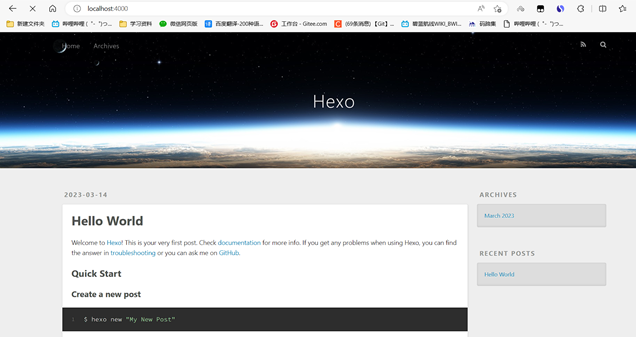 localhost:4000
新建文件夹 哔哩哔哩 (゜-゜)つ... 学习资料 微信网页版 百度翻译-200种语... 工作台 - Gitee.com (69条消息) 【Git】... 碧蓝航线WIKI_BWI... 码路集 哔哩哔哩 (゜-゜)つ...
Home Archives
Hexo
2023-03-14
Hello World
Welcome to Hexo! This is your very first post. Check documentation for more info. If you get any problems when using Hexo, you can find
the answer in troubleshooting or you can ask me on GitHub.
Quick Start
Create a new post
1 $ hexo new "My New Post"
ARCHIVES
March 2023
RECENT POSTS
Hello World